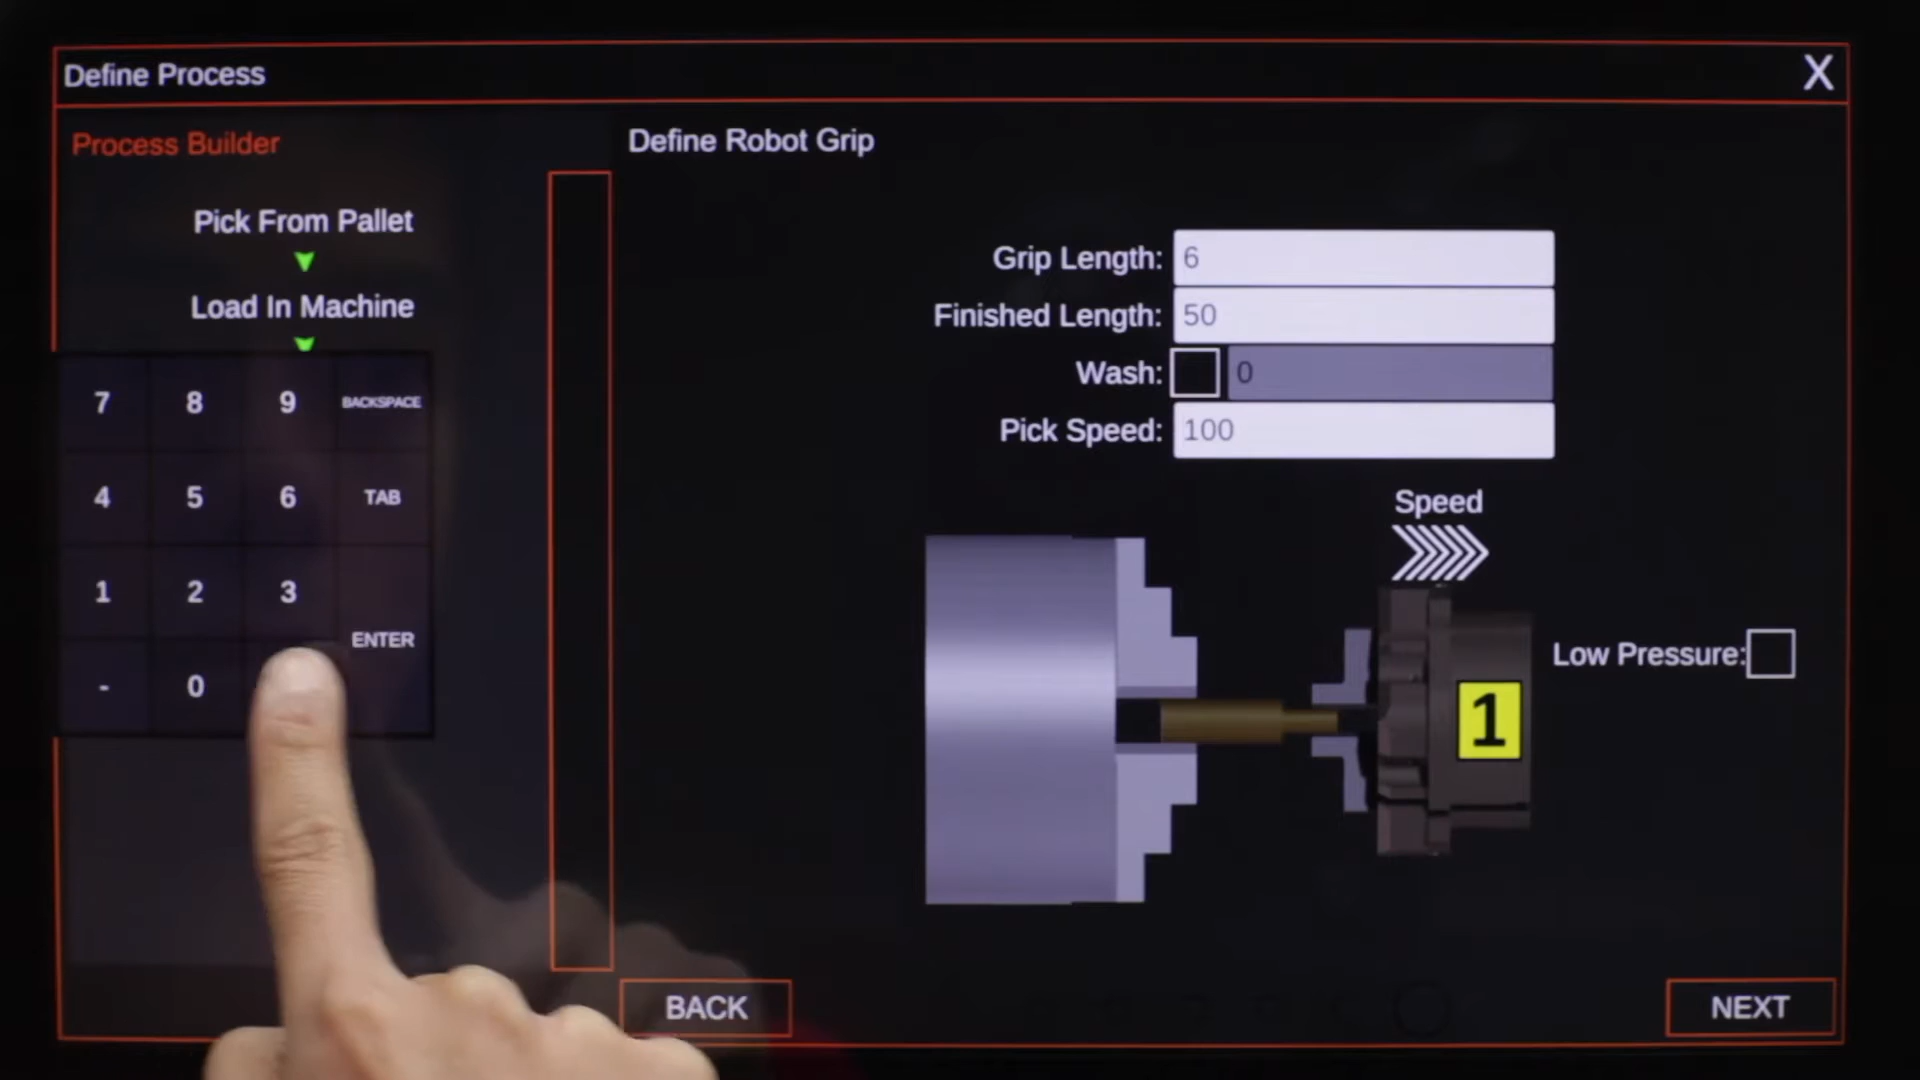 Define Process X
Process Builder
Define Robot Grip
Pick From Pallet
Load In Machine
Grip Length: 6
Finished Length: 50
Wash: 0
Pick Speed: 100
7 8 9 BACKSPACE
4 5 6 TAB
1 2 3
ENTER
- 0
Speed
Low Pressure:
1
BACK
NEXT